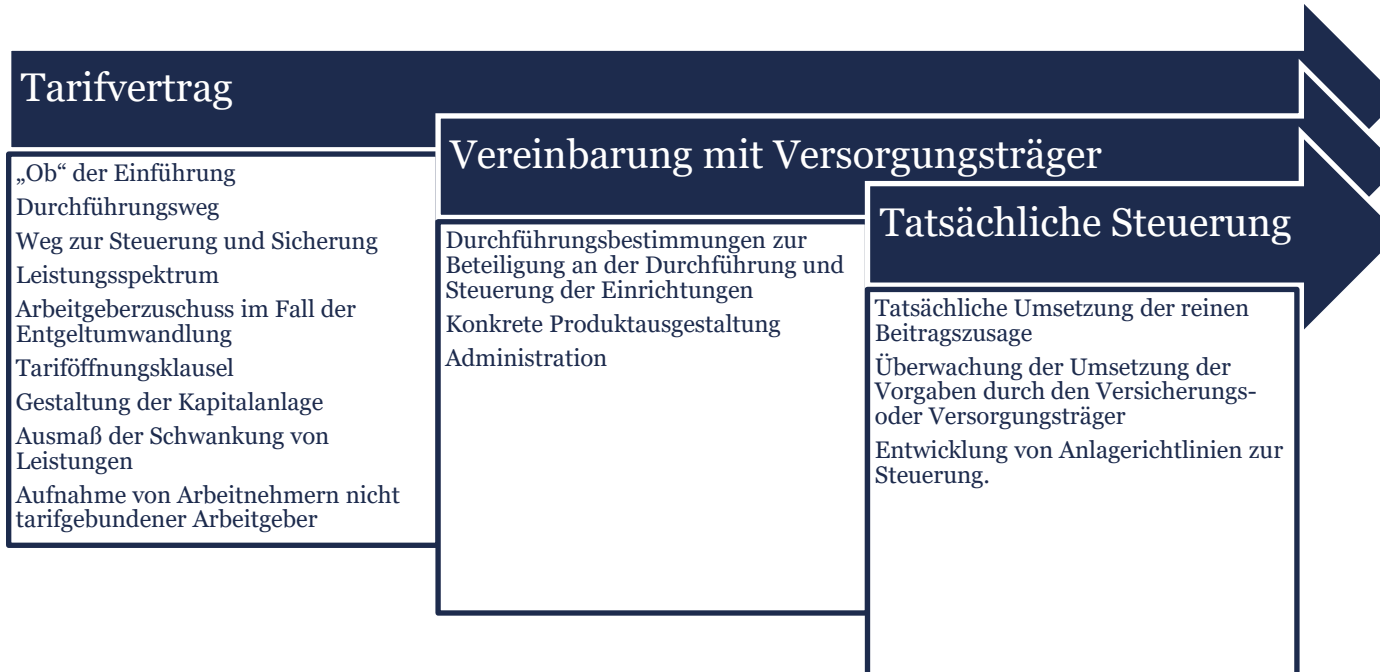 Tarifvertrag
„Ob“ der Einführung
Durchführungsweg
Weg zur Steuerung und Sicherung
Leistungsspektrum
Arbeitgeberzuschuss im Fall der
Entgeltumwandlung
Tariföffnungsklausel
Gestaltung der Kapitalanlage
Ausmaß der Schwankung von
Leistungen
Aufnahme von Arbeitnehmern nicht
tarifgebundener Arbeitgeber
Vereinbarung mit Versorgungsträger
Durchführungsbestimmungen zur
Beteiligung an der Durchführung und
Steuerung der Einrichtungen
Konkrete Produktausgestaltung
Administration
Tatsächliche Steuerung
Tatsächliche Umsetzung der reinen
Beitragszusage
Überwachung der Umsetzung der
Vorgaben durch den Versicherungs-
oder Versorgungsträger
Entwicklung von Anlagerichtlinien zur
Steuerung.